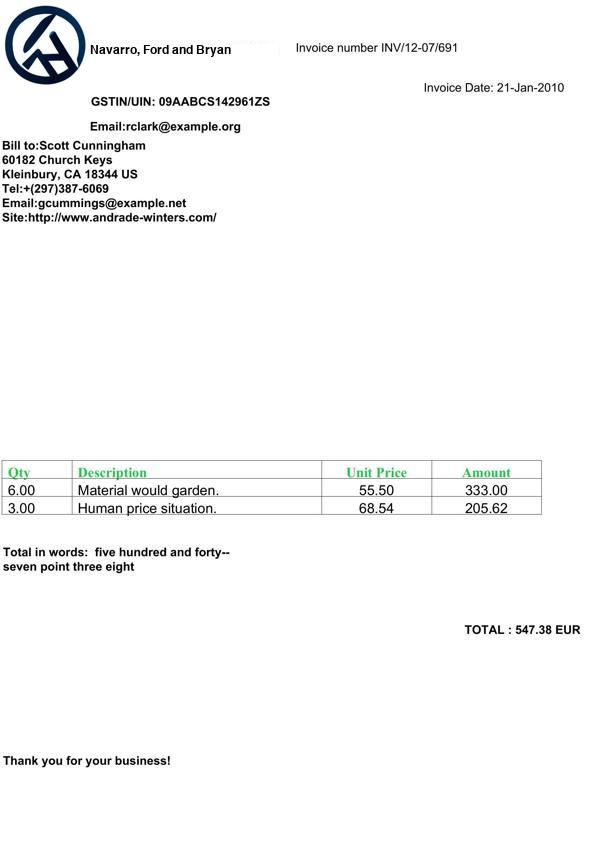 Navarro, Ford and Bryan
Invoice number INV/12-07/691
Invoice Date: 21-Jan-2010
GSTIN/UIN: 09AABCS142961ZS
Email:rclark@example.org
Bill to:Scott Cunningham
60182 Church Keys
Kleinbury, CA 18344 US
Tel:+(297)387-6069
Email:gcummings@example.net
Site:http://www.andrade-winters.com/
Qty Description Unit Price Amount
6.00 Material would garden. 55.50 333.00
3.00 Human price situation. 68.54 205.62
Total in words:  five hundred and forty--
seven point three eight
TOTAL : 547.38 EUR
Thank you for your business!